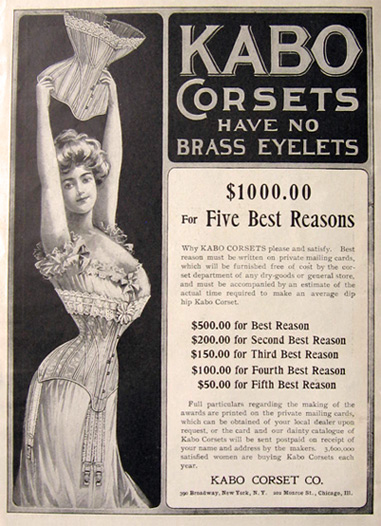 KABO
CORSETS
HAVE NO
BRASS EYELETS
$1000.00
For Five Best Reasons
Why KABO CORSETS please and satisfy. Best
reason must be written on private mailing cards,
which will be furnished free of cost by the cor-
set department of any dry-goods or general store,
and must be accompanied by an estimate of the
actual time required to make an average dip
hip Kabo Corset.
$500.00 for Best Reason
$200.00 for Second Best Reason
$150.00 for Third Best Reason
$100.00 for Fourth Best Reason
$50.00 for Fifth Best Reason
Full particulars regarding the making of the
awards are printed on the private mailing cards,
which can be obtained of your local dealer upon
request, or the card and our dainty catalogue of
Kabo Corsets will be sent postpaid on receipt of
your name and address by the makers. 3,600,000
satisfied women are buying Kabo Corsets each
year.
KABO CORSET CO.
Broadway, New York, N. Y. 202 Monroe St., Chicago, Ill.